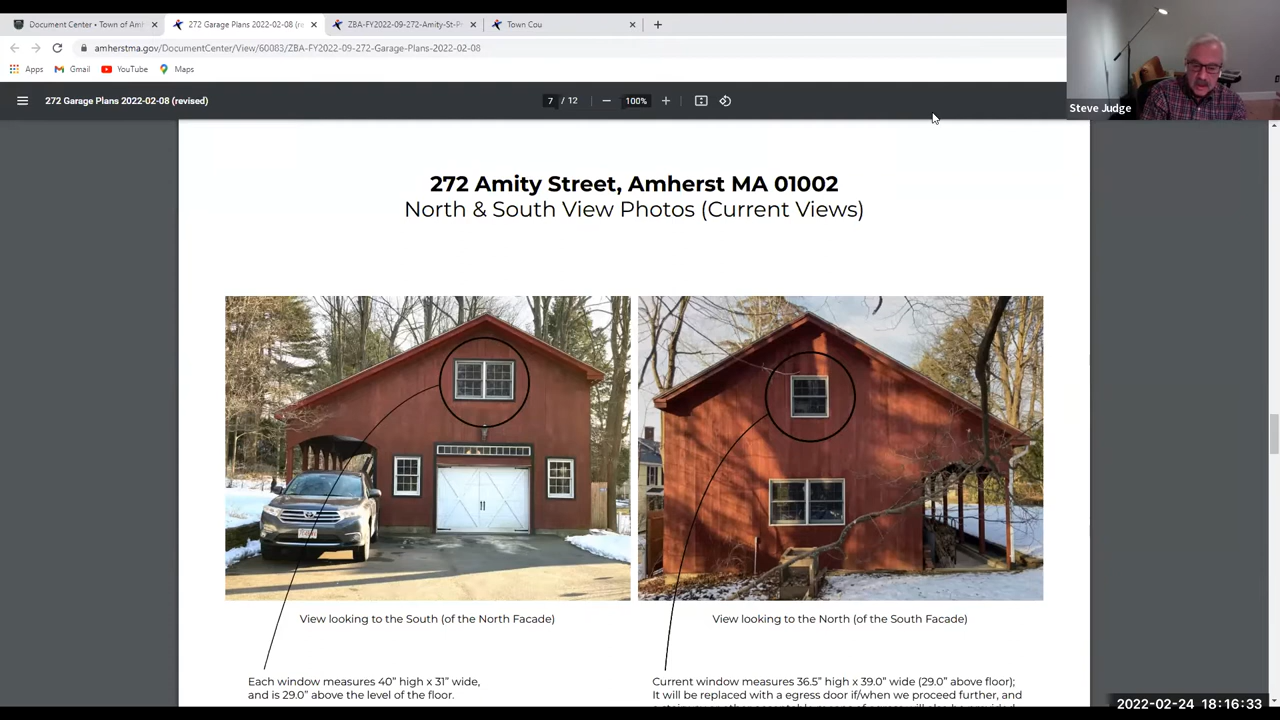 Document Center • Town of Amh
272 Garage Plans 2022-02-08 (re
ZBA-FY2022-09-272-Amity-St-P
Town Cou
amherstma.gov/DocumentCenter/View/60083/ZBA-FY2022-09-272-Garage-Plans-2022-02-08
Apps
Gmail
YouTube
Maps
272 Garage Plans 2022-02-08 (revised)
7 / 12
100%
Steve Judge
272 Amity Street, Amherst MA 01002
North & South View Photos (Current Views)
View looking to the South (of the North Facade)
View looking to the North (of the South Facade)
Each window measures 40” high x 31” wide,
and is 29.0” above the level of the floor.
Current window measures 36.5” high x 39.0” wide (29.0” above floor);
It will be replaced with a egress door if/when we proceed further, and
2022-02-24 18:16:33